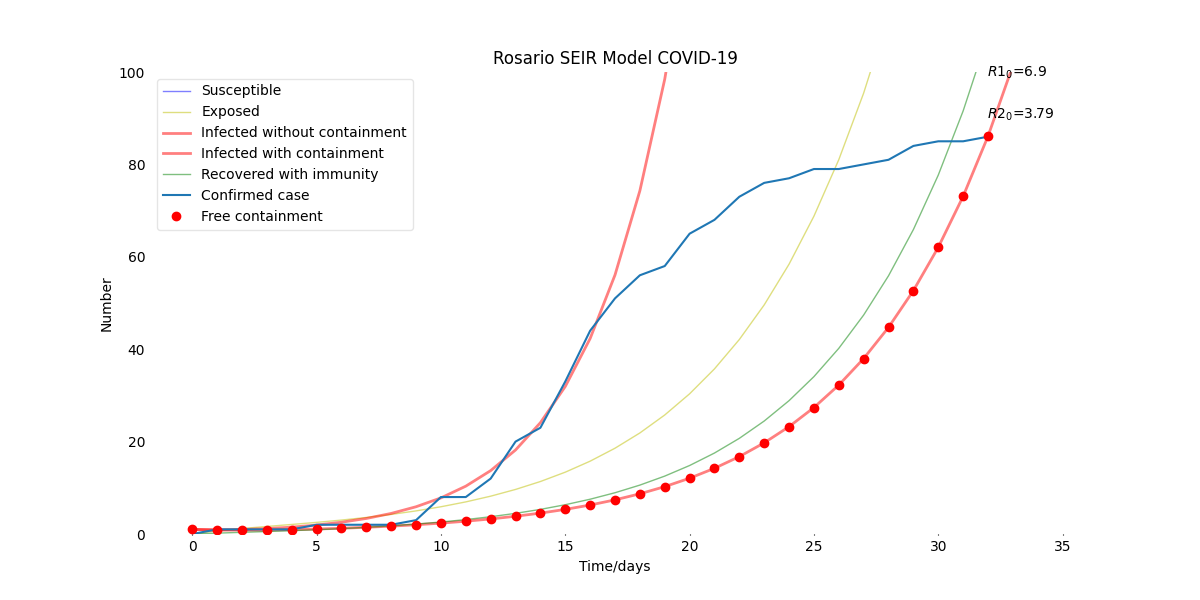 Rosario SEIR Model COVID-19
100
80
60
40
20
0
Number
Susceptible
Exposed
Infected without containment
Infected with containment
Recovered with immunity
Confirmed case
Free containment
R1₀=6.9
R2₀=3.79
0 5 10 15 20 25 30 35
Time/days